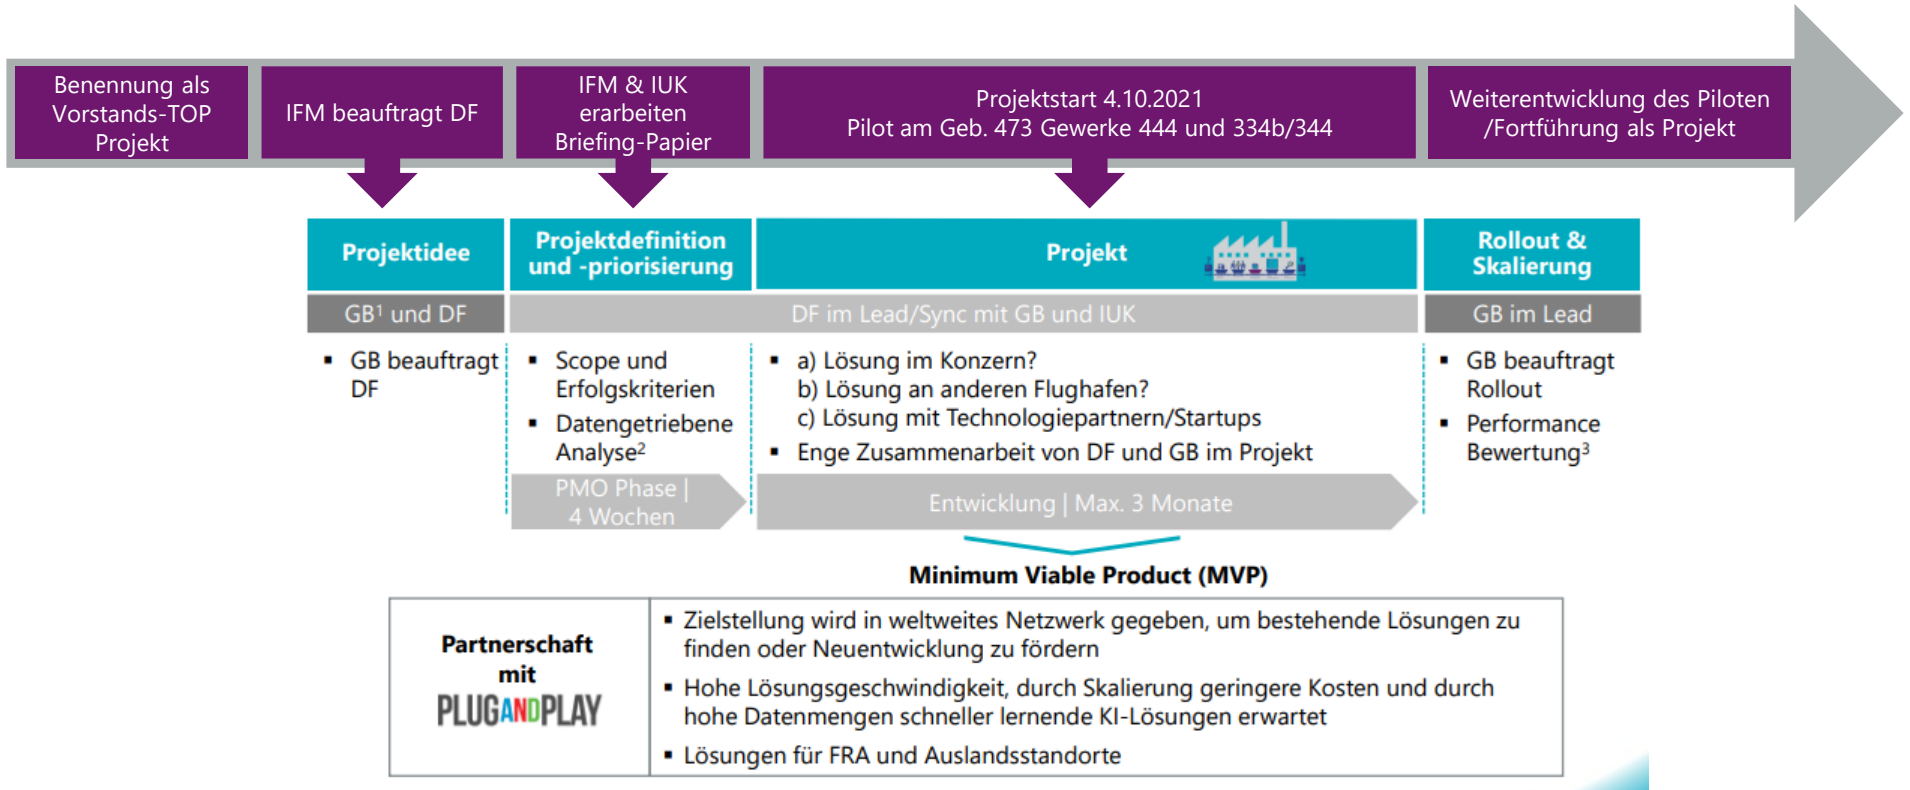 Benennung als
Vorstands-TOP
Projekt
IFM beauftragt DF
IFM & IUK
erarbeiten
Briefing-Papier
Projektstart 4.10.2021
Pilot am Geb. 473 Gewerke 444 und 334b/344
Weiterentwicklung des Piloten
/Fortführung als Projekt
Projektidee
Projektdefinition
und -priorisierung
Projekt
Rollout &
Skalierung
GB¹ und DF
DF im Lead/Sync mit GB und IUK
GB im Lead
▪ GB beauftragt
DF
▪ Scope und
Erfolgskriterien
▪ Datengetriebene
Analyse²
▪ a) Lösung im Konzern?
b) Lösung an anderen Flughafen?
c) Lösung mit Technologiepartnern/Startups
▪ Enge Zusammenarbeit von DF und GB im Projekt
▪ GB beauftragt
Rollout
▪ Performance
Bewertung³
PMO Phase |
4 Wochen
Entwicklung | Max. 3 Monate
Minimum Viable Product (MVP)
Partnerschaft
mit
PLUGANDPLAY
▪ Zielstellung wird in weltweites Netzwerk gegeben, um bestehende Lösungen zu
finden oder Neuentwicklung zu fördern
▪ Hohe Lösungsgeschwindigkeit, durch Skalierung geringere Kosten und durch
hohe Datenmengen schneller lernende KI-Lösungen erwartet
▪ Lösungen für FRA und Auslandsstandorte